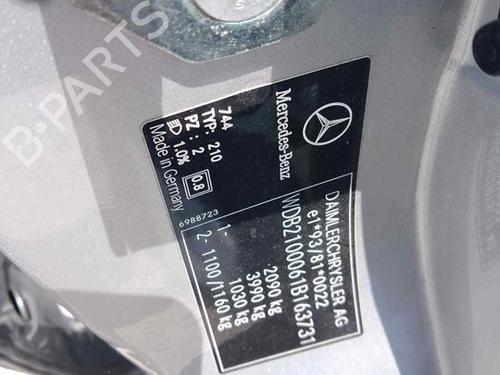 B-PARTS
S
Mercedes-Benz
DAIMLERCHRYSLER AG
e1*93/81*0022
WDB2100061B163731
2090 kg
3990 kg
1- 1030 kg
2- 1100/1160 kg
744
TYP: 210
PZ: 2
1.0%
0.8
Made in Germany
6988723